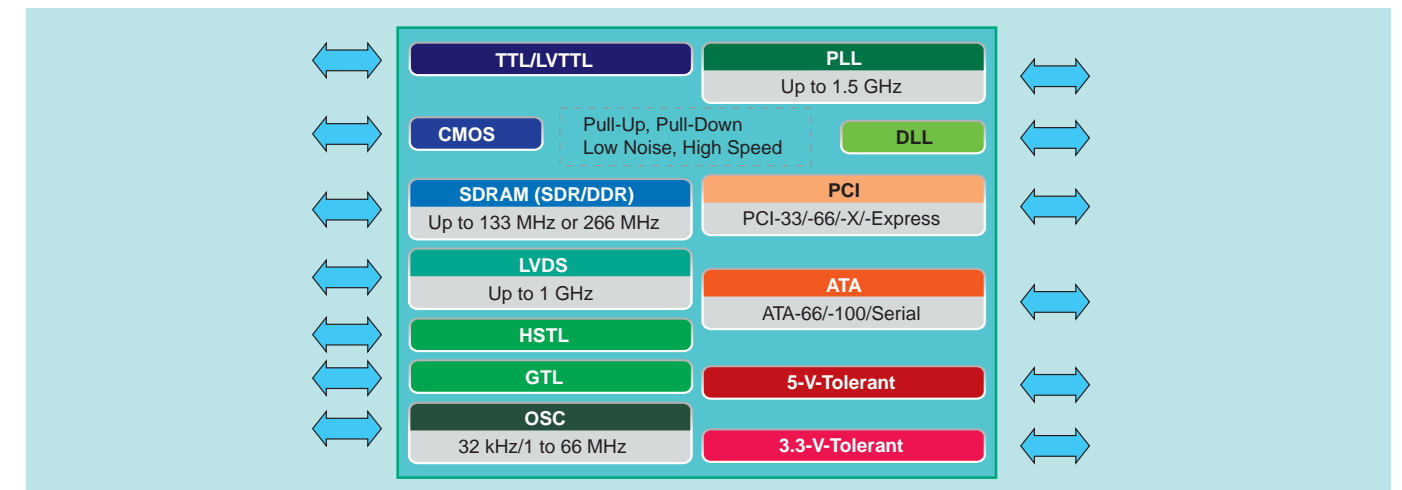 TTL/LVTTL
PLL
Up to 1.5 GHz
CMOS
Pull-Up, Pull-Down
Low Noise, High Speed
DLL
SDRAM (SDR/DDR)
Up to 133 MHz or 266 MHz
PCI
PCI-33/-66/-X/-Express
LVDS
Up to 1 GHz
ATA
ATA-66/-100/Serial
HSTL
GTL
5-V-Tolerant
OSC
32 kHz/1 to 66 MHz
3.3-V-Tolerant